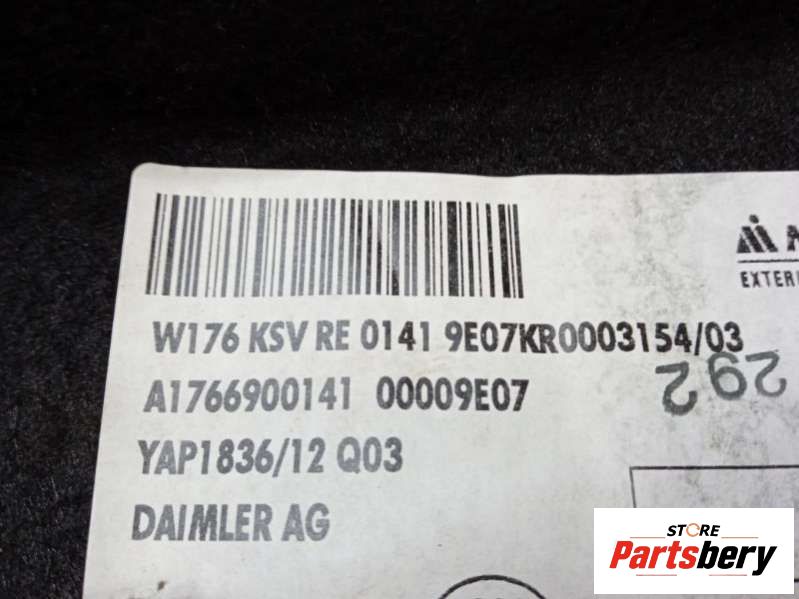 EXTERI
W176 KSV RE 0141 9E07KR0003154/03
292
A1766900141 00009E07
YAP1836/12 Q03
DAIMLER AG
STORE
Partsbery